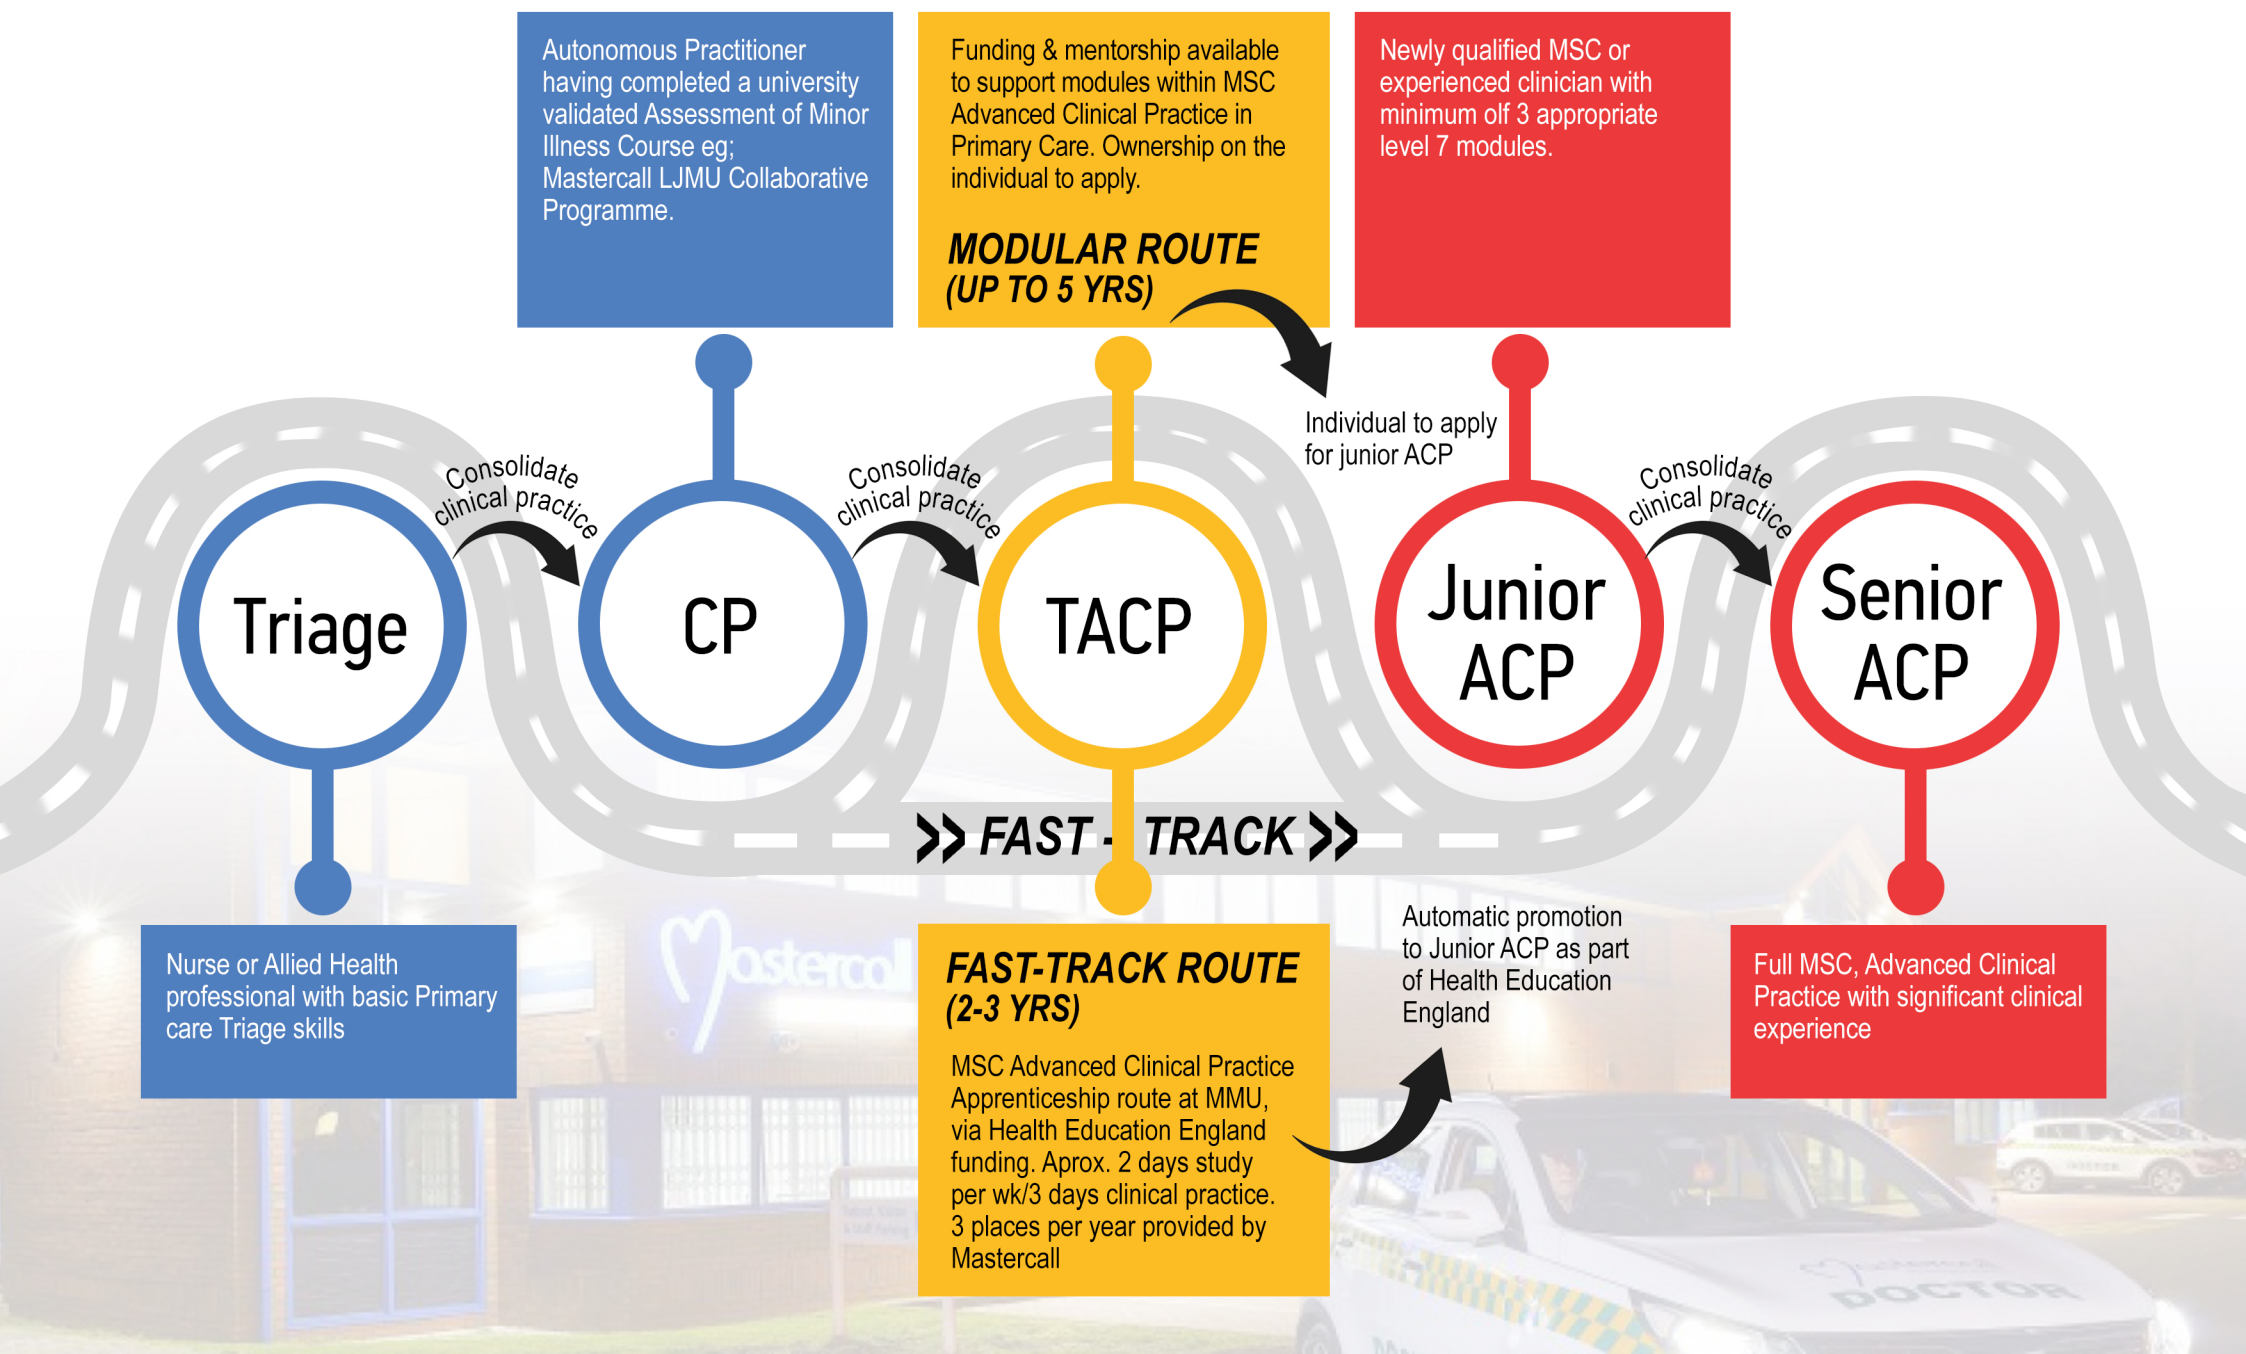 Autonomous Practitioner
having completed a university
validated Assessment of Minor
Illness Course eg;
Mastercall LJMU Collaborative
Programme.
Funding & mentorship available
to support modules within MSC
Advanced Clinical Practice in
Primary Care. Ownership on the
individual to apply.
MODULAR ROUTE
(UP TO 5 YRS)
Newly qualified MSC or
experienced clinician with
minimum olf 3 appropriate
level 7 modules.
Individual to apply
for junior ACP
Consolidate
clinical practice
Consolidate
clinical practice
Consolidate
clinical practice
Triage
CP
TACP
Junior
ACP
Senior
ACP
FAST - TRACK
Nurse or Allied Health
professional with basic Primary
care Triage skills
FAST-TRACK ROUTE
(2-3 YRS)
MSC Advanced Clinical Practice
Apprenticeship route at MMU,
via Health Education England
funding. Aprox. 2 days study
per wk/3 days clinical practice.
3 places per year provided by
Mastercall
Automatic promotion
to Junior ACP as part
of Health Education
England
Full MSC, Advanced Clinical
Practice with significant clinical
experience
Mastercall
Mastercall
DOCTOR